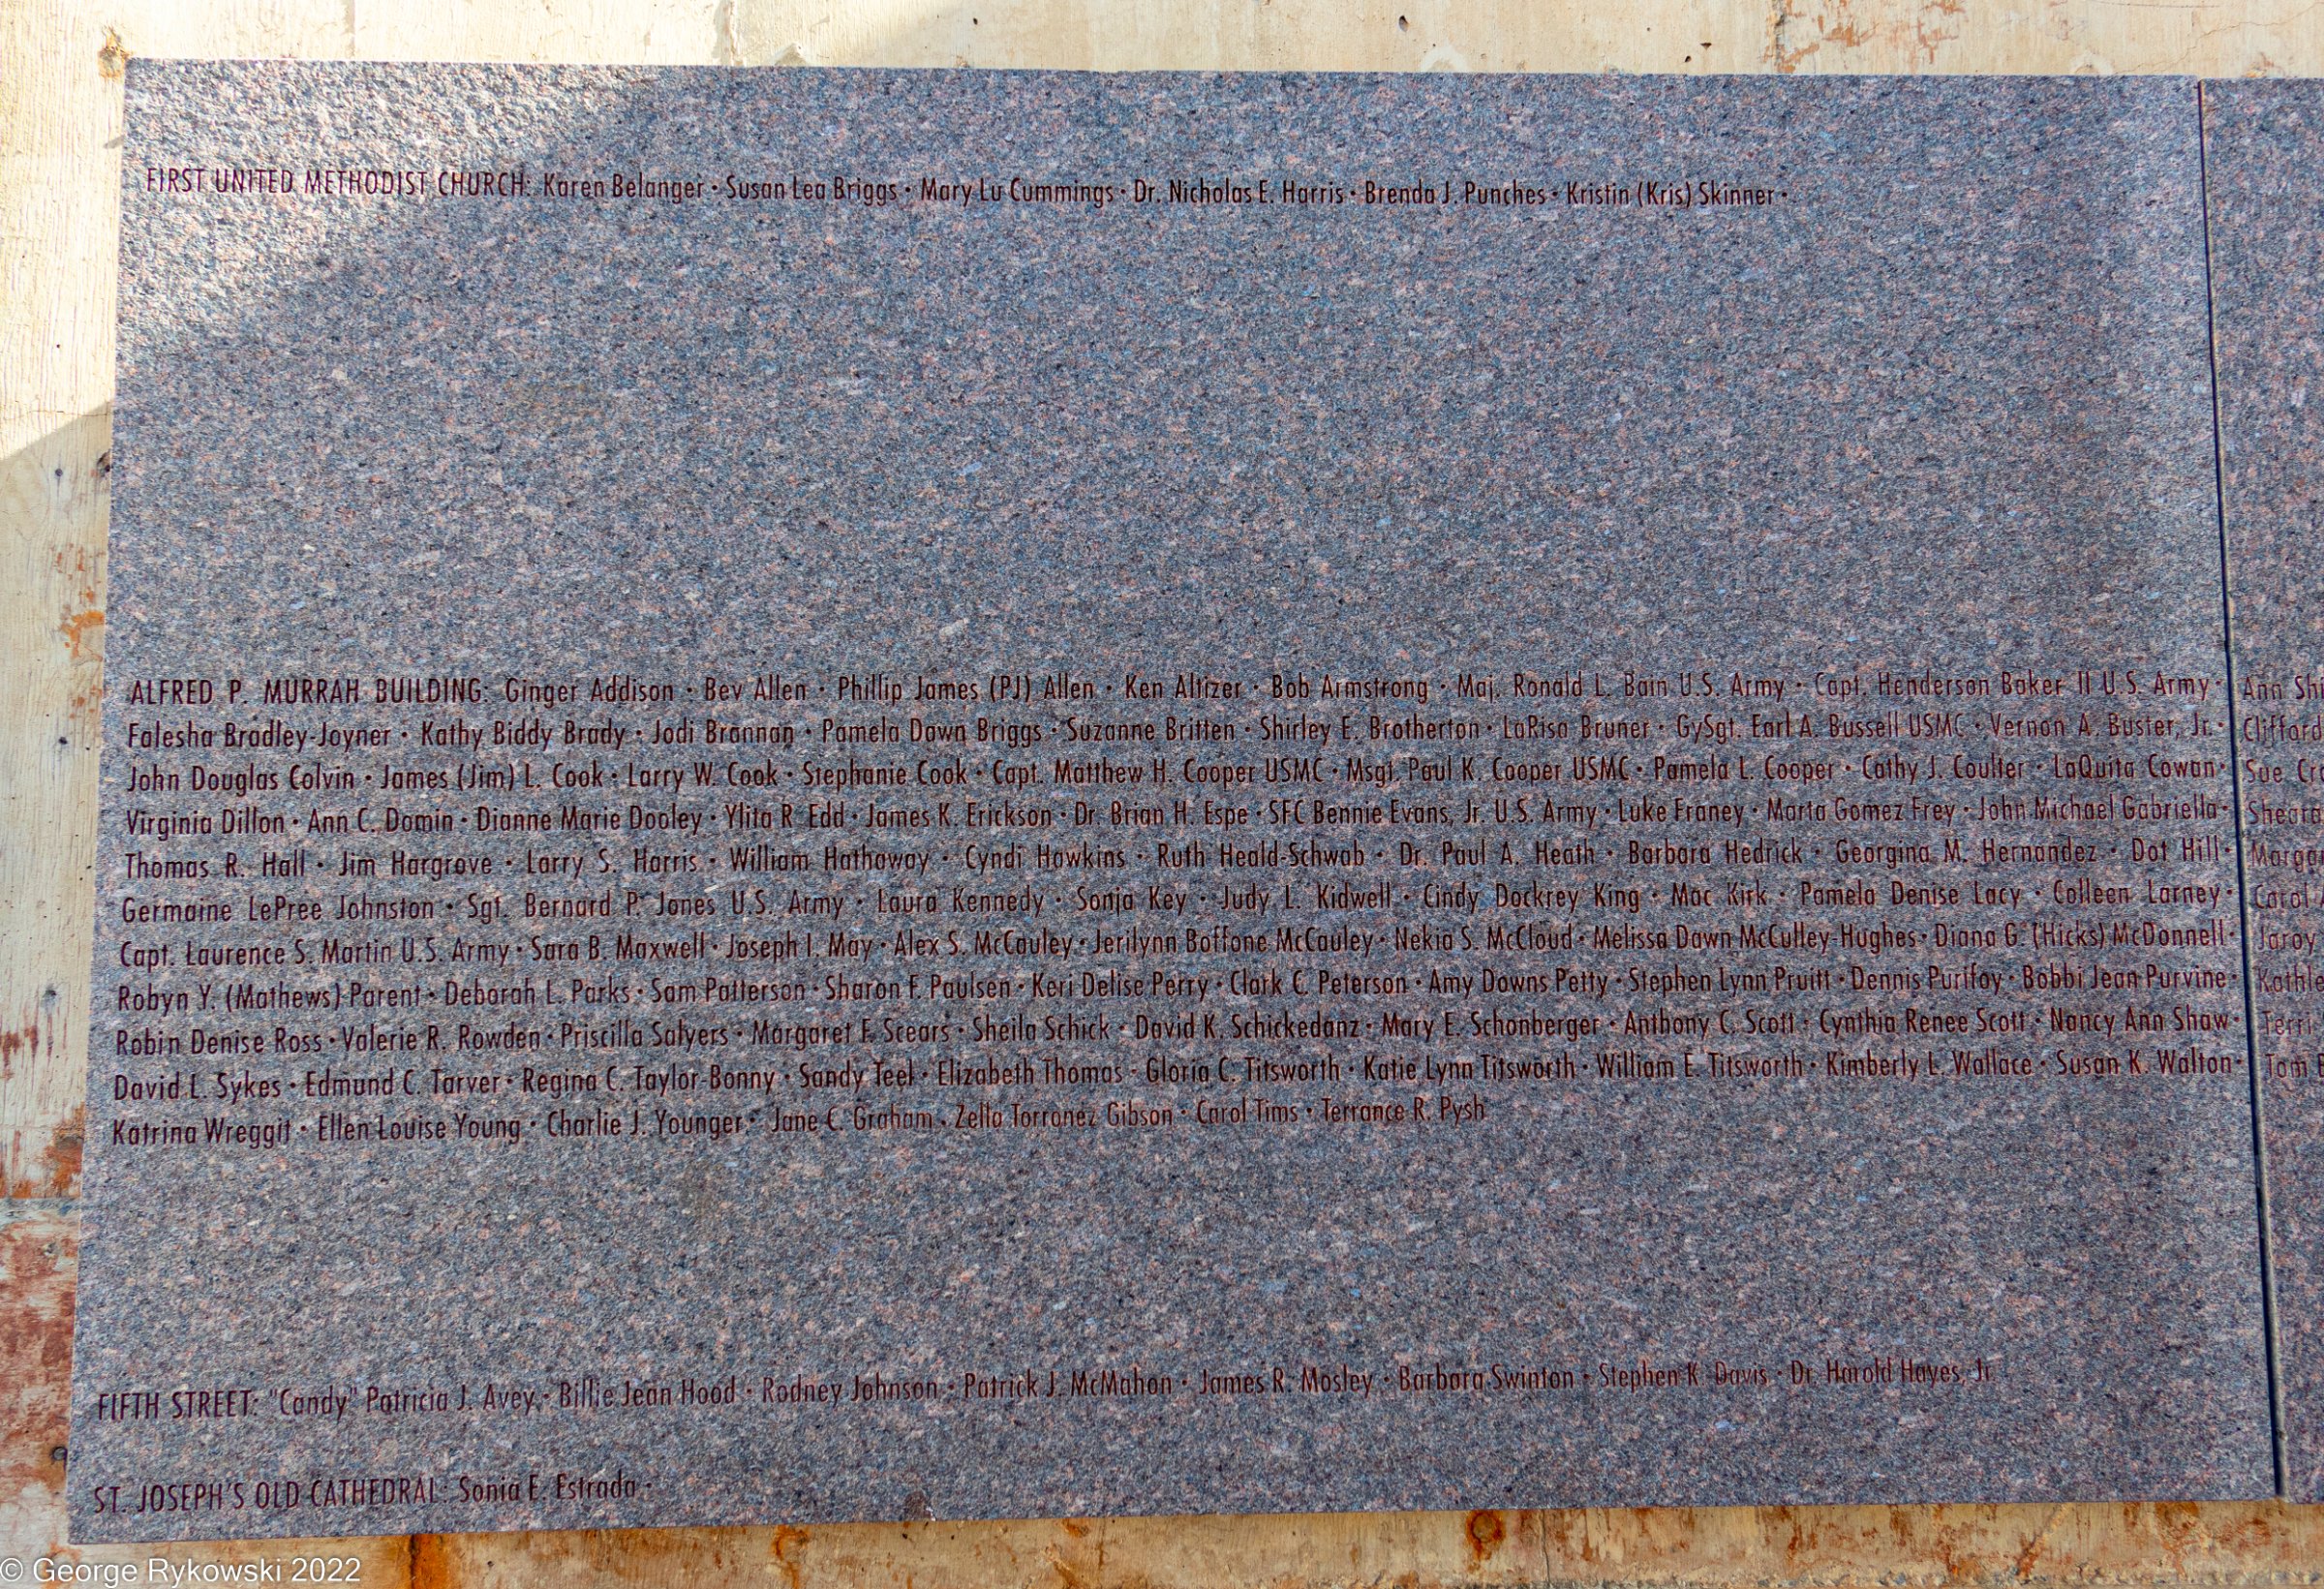 FIRST UNITED METHODIST CHURCH: Karen Belanger · Susan Lea Briggs · Mary Lu Cummings · Dr. Nicholas E. Harris · Brenda J. Punches · Kristin (Kris) Skinner ·
ALFRED P. MURRAH BUILDING: Ginger Addison · Bev Allen · Phillip James (PJ) Allen · Ken Altizer · Bob Armstrong · Maj. Ronald L. Bain U.S. Army · Capt. Henderson Baker II U.S. Army · Ann
Falesha Bradley-Joyner · Kathy Biddy Brady · Jodi Brannan · Pamela Dawn Briggs · Suzanne Britten · Shirley E. Brotherton · LaRisa Bruner · GySgt. Earl A. Bussell USMC · Vernon A. Buster, Jr. · Clifford
John Douglas Colvin · James (Jim) L. Cook · Larry W. Cook · Stephanie Cook · Capt. Matthew H. Cooper USMC · Msgt. Paul K. Cooper USMC · Pamela L. Cooper · Cathy J. Coulter · LaQuita Cowan · Sue
Virginia Dillon · Ann C. Domin · Dianne Marie Dooley · Ylita R. Edd · James K. Erickson · Dr. Brian H. Espe · SFC Bennie Evans, Jr. U.S. Army · Luke Franey · Marta Gomez Frey · John Michael Gabriella ·
Thomas R. Hall · Jim Hargrove · Larry S. Harris · William Hathaway · Cyndi Hawkins · Ruth Heald-Schwab · Dr. Paul A. Heath · Barbara Hedrick · Georgina M. Hernandez · Dot Hill ·
Germaine LePree Johnston · Sgt. Bernard P. Jones U.S. Army · Laura Kennedy · Sonja Key · Judy L. Kidwell · Cindy Dockrey King · Mac Kirk · Pamela Denise Lacy · Colleen Larney · Carol
Capt. Laurence S. Martin U.S. Army · Sara B. Maxwell · Joseph I. May · Alex S. McCauley · Jerilynn Boffone McCauley · Nekia S. McCloud · Melissa Dawn McCulley-Hughes · Diana G. (Hicks) McDonnell ·
Robyn Y. (Mathews) Parent · Deborah L. Parks · Sam Patterson · Sharon F. Paulsen · Keri Delise Perry · Clark C. Peterson · Amy Downs Petty · Stephen Lynn Pruitt · Dennis Purifoy · Bobbi Jean Purvine ·
Robin Denise Ross · Valerie R. Rowden · Priscilla Salyers · Margaret E. Scears · Sheila Schick · David K. Schickedanz · Mary E. Schonberger · Anthony C. Scott · Cynthia Renee Scott · Nancy Ann Shaw · Terri
David L. Sykes · Edmund C. Tarver · Regina C. Taylor-Bonny · Sandy Teel · Elizabeth Thomas · Gloria C. Titsworth · Katie Lynn Titsworth · William E. Titsworth · Kimberly L. Wallace · Susan K. Walton · Tom
Katrina Wreggit · Ellen Louise Young · Charlie J. Younger · Jane C. Graham · Zella Torronez Gibson · Carol Tims · Terrance R. Pysh
FIFTH STREET: "Candy" Patricia J. Avey · Billie Jean Hood · Rodney Johnson · Patrick J. McMahon · James R. Mosley · Barbara Swinton · Stephen K. Davis · Dr. Harold Hayes, Jr.
ST. JOSEPH'S OLD CATHEDRAL: Sonia E. Estrada ·
© George Rykowski 2022